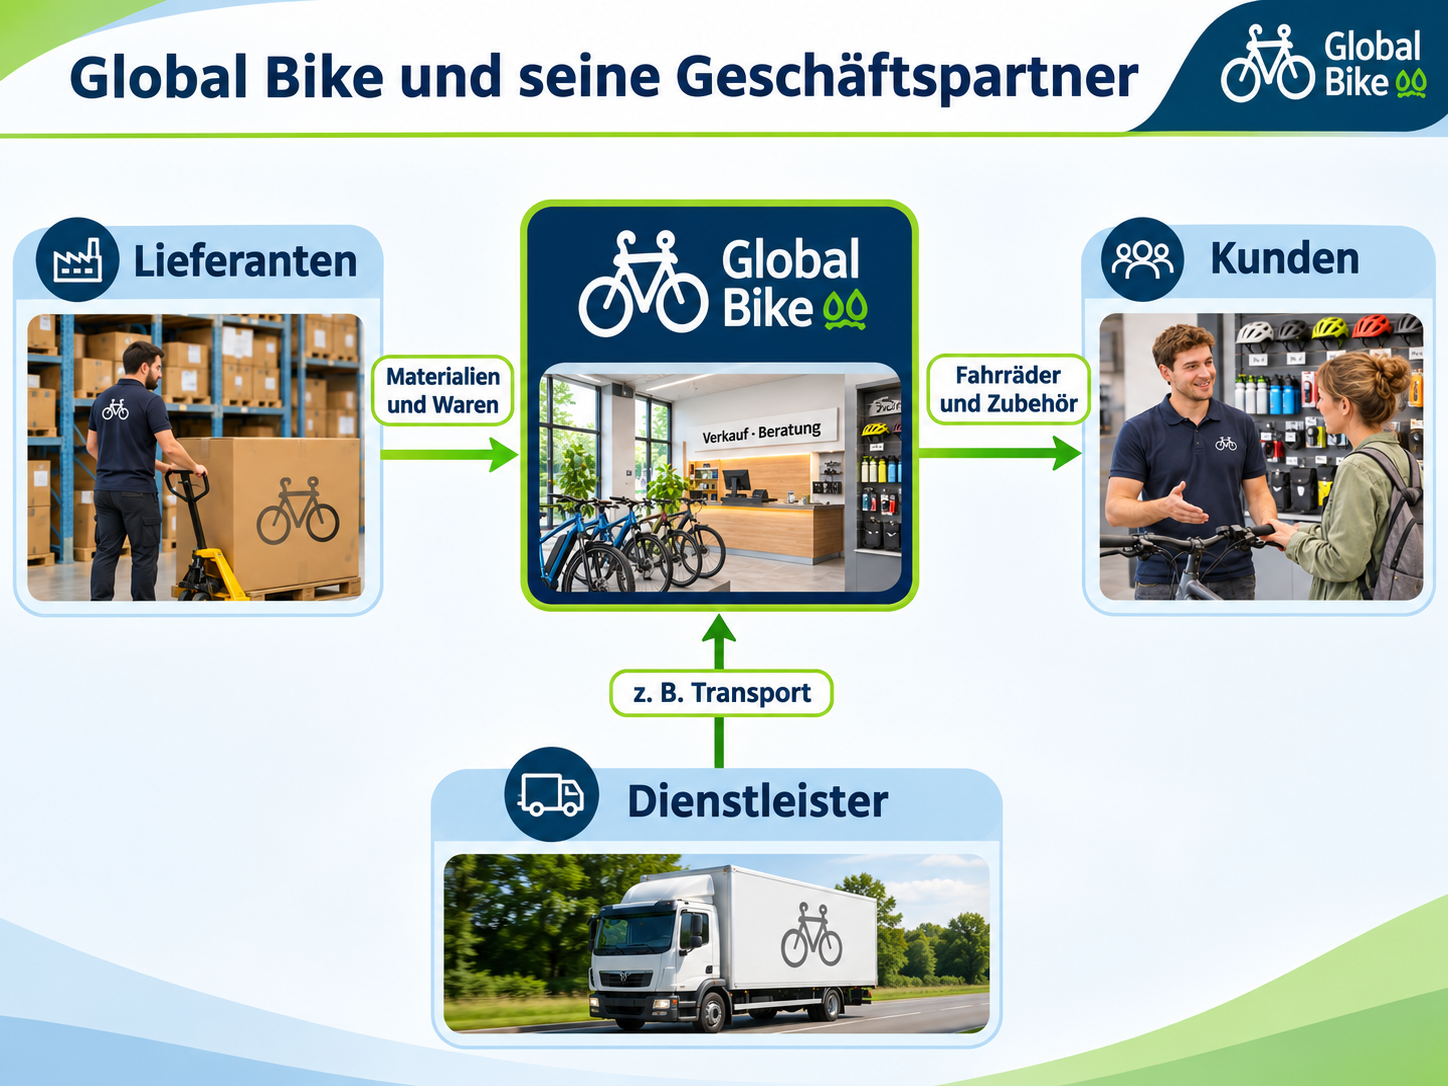 Global Bike und seine Geschäftspartner
Global
Bike
Lieferanten
Materialien
und Waren
Global
Bike
Verkauf · Beratung
Fahrräder
und Zubehör
Kunden
z. B. Transport
Dienstleister